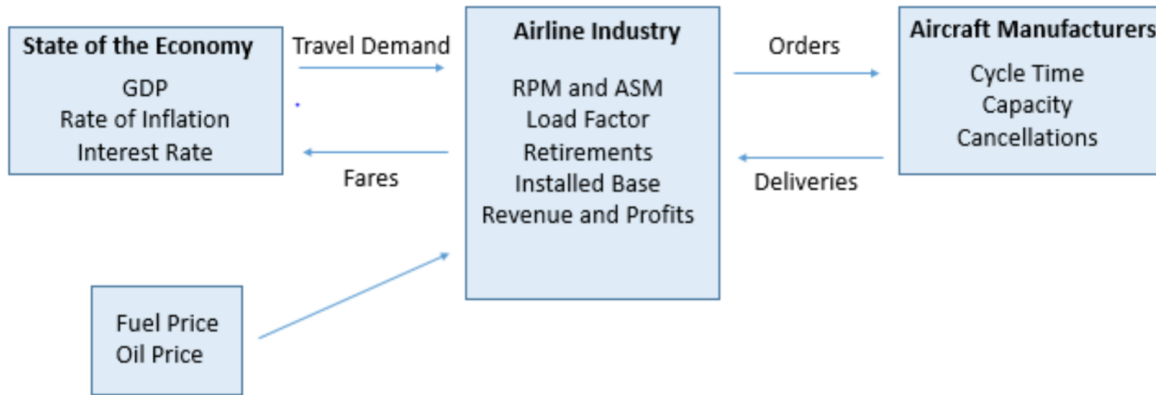 State of the Economy
GDP
Rate of Inflation
Interest Rate
Travel Demand
Fares
Airline Industry
RPM and ASM
Load Factor
Retirements
Installed Base
Revenue and Profits
Orders
Deliveries
Aircraft Manufacturers
Cycle Time
Capacity
Cancellations
Fuel Price
Oil Price